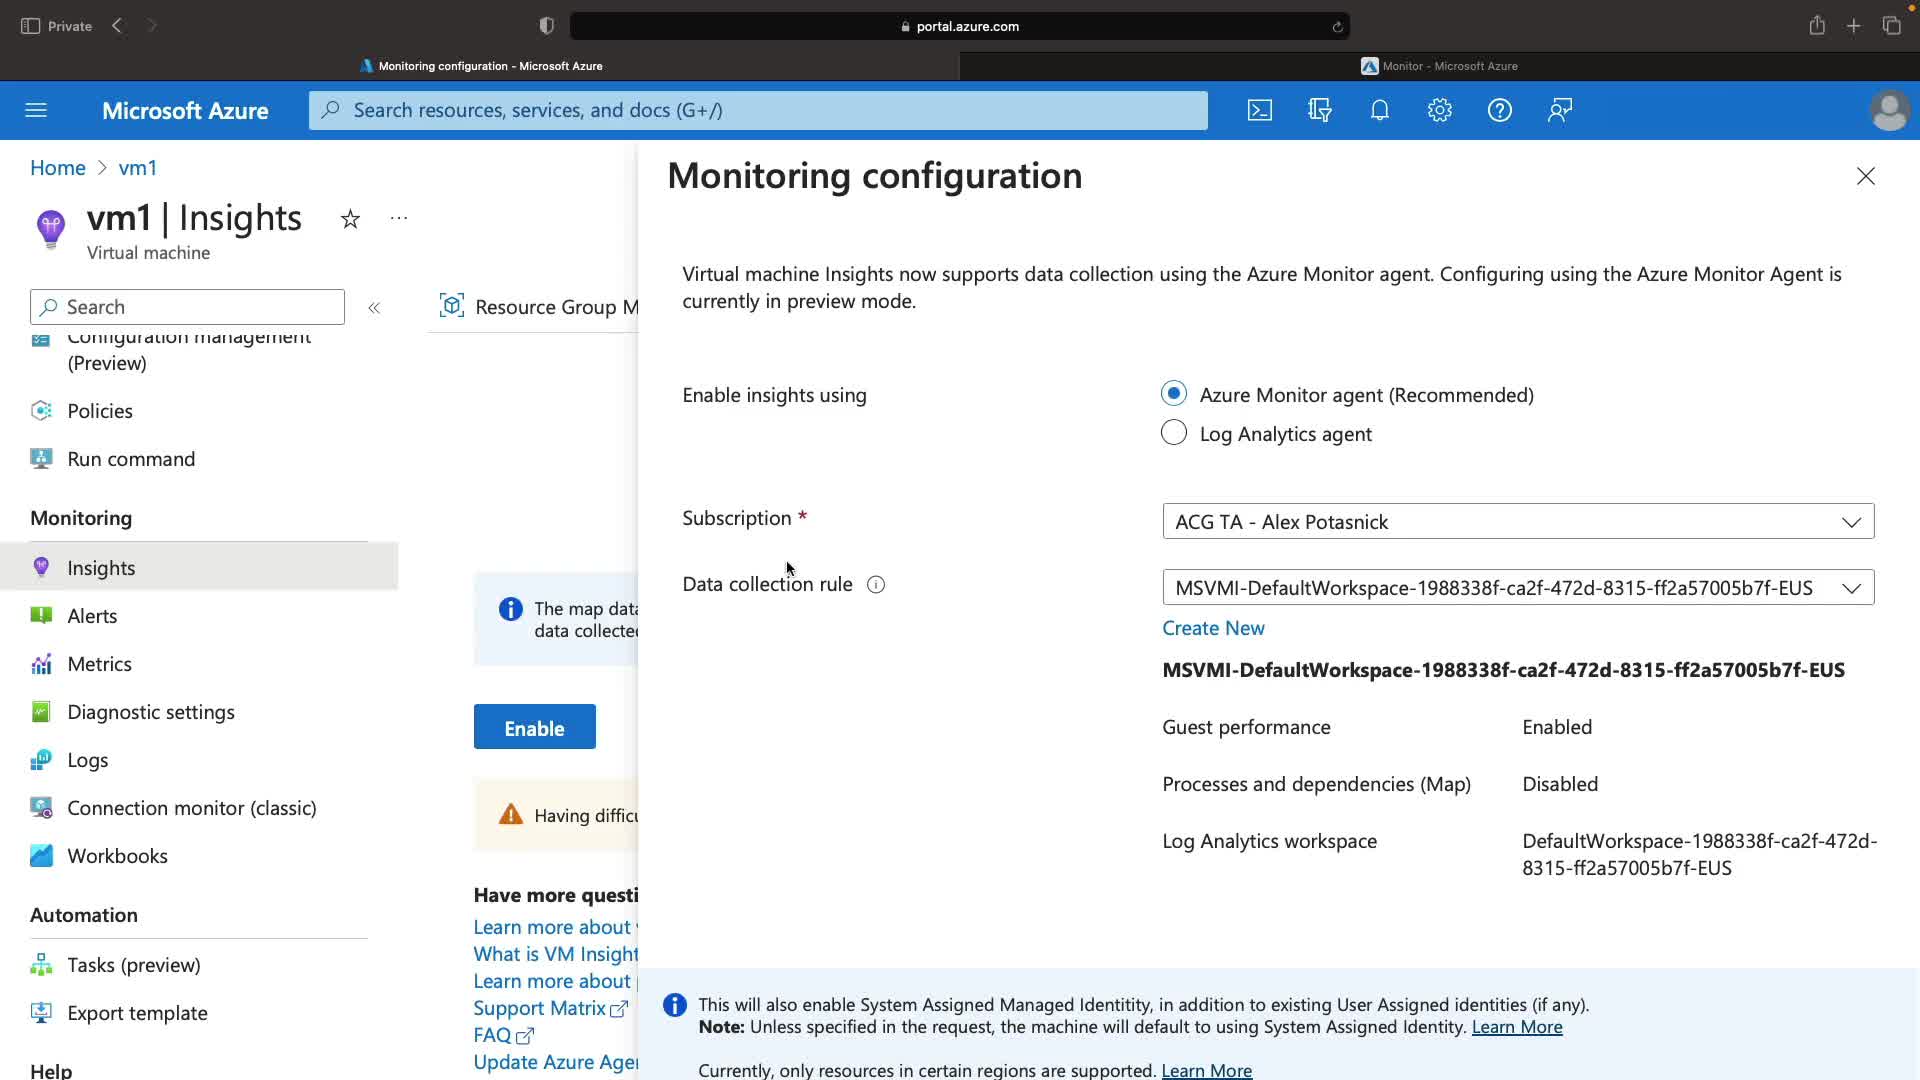 Private
portal.azure.com
Monitoring configuration - Microsoft Azure
Monitor - Microsoft Azure
Microsoft Azure
Search resources, services, and docs (G+/)
Home > vm1
vm1 | Insights
Virtual machine
Search
Configuration management
(Preview)
Policies
Run command
Monitoring
Insights
Alerts
Metrics
Diagnostic settings
Logs
Connection monitor (classic)
Workbooks
Automation
Tasks (preview)
Export template
Help
Resource Group M
The map data
data collected
Enable
Having difficu
Have more questi
Learn more about
What is VM Insight
Learn more about
Support Matrix
FAQ
Update Azure Age
Monitoring configuration
Virtual machine Insights now supports data collection using the Azure Monitor agent. Configuring using the Azure Monitor Agent is
currently in preview mode.
Enable insights using
Azure Monitor agent (Recommended)
Log Analytics agent
Subscription *
ACG TA - Alex Potasnick
Data collection rule
MSVMI-DefaultWorkspace-1988338f-ca2f-472d-8315-ff2a57005b7f-EUS
Create New
MSVMI-DefaultWorkspace-1988338f-ca2f-472d-8315-ff2a57005b7f-EUS
Guest performance Enabled
Processes and dependencies (Map) Disabled
Log Analytics workspace DefaultWorkspace-1988338f-ca2f-472d-
8315-ff2a57005b7f-EUS
This will also enable System Assigned Managed Identitity, in addition to existing User Assigned identities (if any).
Note: Unless specified in the request, the machine will default to using System Assigned Identity. Learn More
Currently, only resources in certain regions are supported. Learn More